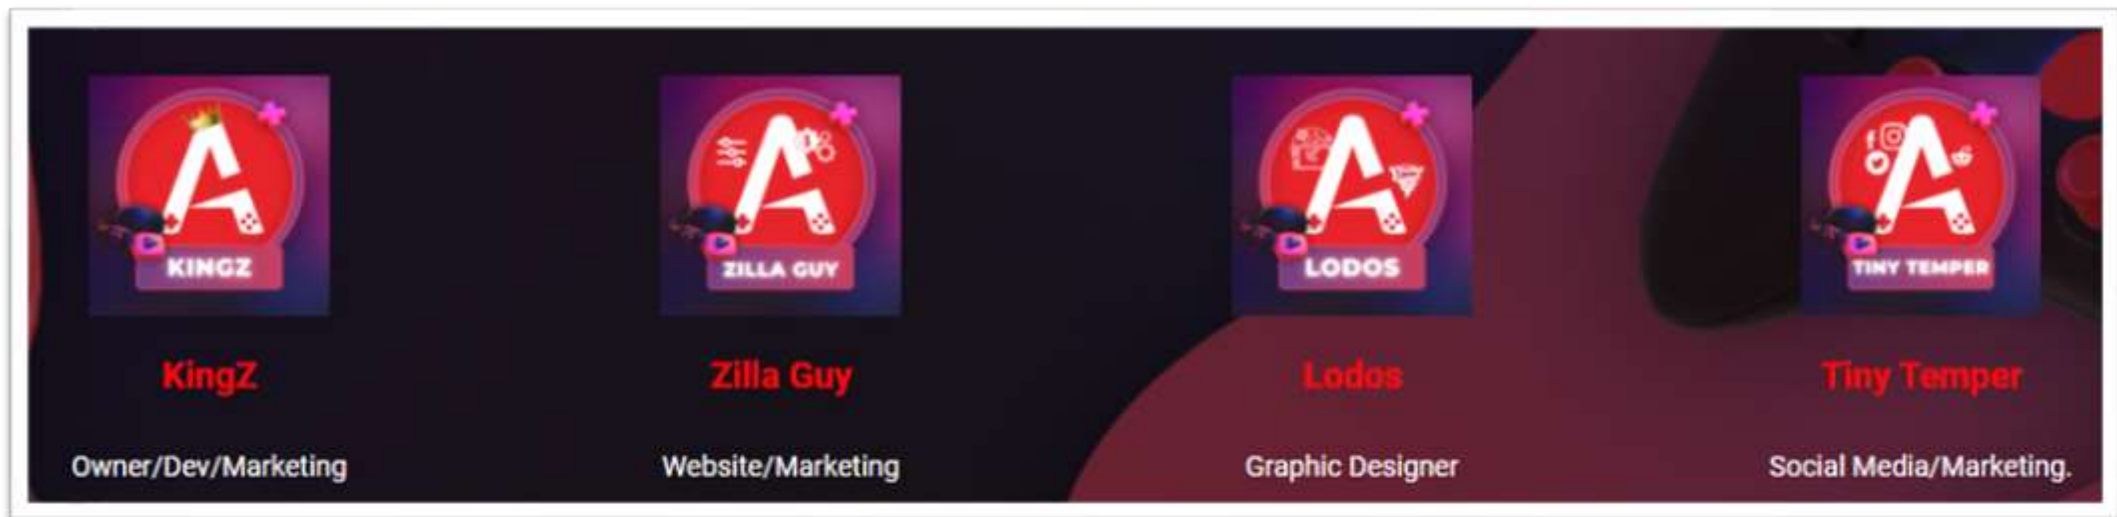 KINGZ
ZILLA GUY
LODOS
TINY TEMPER
KingZ
Zilla Guy
Lodos
Tiny Temper
Owner/Dev/Marketing
Website/Marketing
Graphic Designer
Social Media/Marketing.